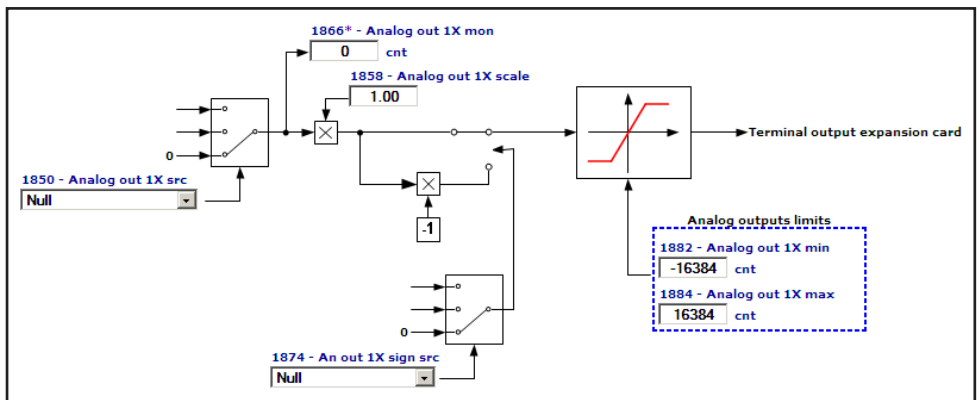 1866* - Analog out 1X mon
0 cnt
1858 - Analog out 1X scale
1.00
×
0
1850 - Analog out 1X src
Null
Terminal output expansion card
×
-1
Analog outputs limits
1882 - Analog out 1X min
-16384 cnt
1884 - Analog out 1X max
16384 cnt
0
1874 - An out 1X sign src
Null